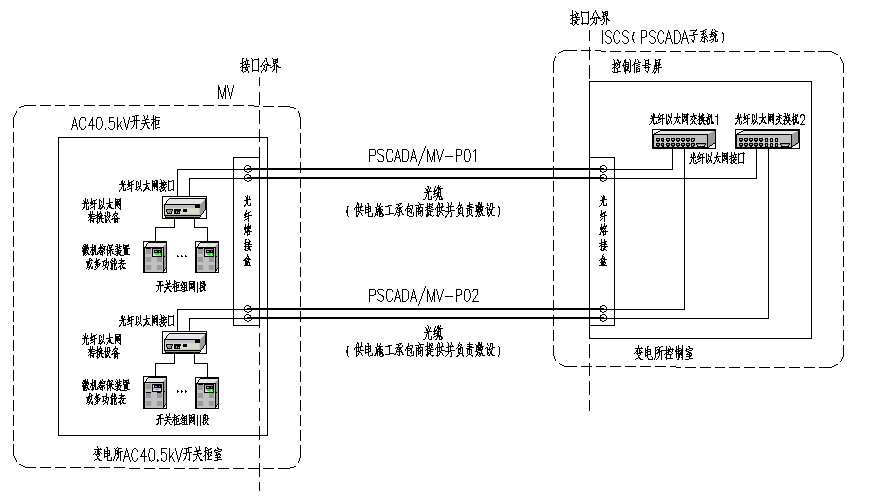 接口分界
ISCS( PSCADA子系统)
接口分界
控制信号屏
MV
AC40.5kV开关柜
光纤以太网交换机1
光纤以太网交换机2
PSCADA/MV-P01
光纤以太网接口
光纤以太网接口
光缆
(供电施工承包商提供并负责敷设)
光纤以太网
若换设备
光纤熔接盒
光纤熔接盒
微机综保装置
或多功能表
...
开关柜组网I段
PSCADA/MV-P02
光纤以太网接口
光缆
(供电施工承包商提供并负责敷设)
光纤以太网
若换设备
变电所控制室
微机综保装置
或多功能表
...
开关柜组网II段
变电所AC40.5kV开关柜室